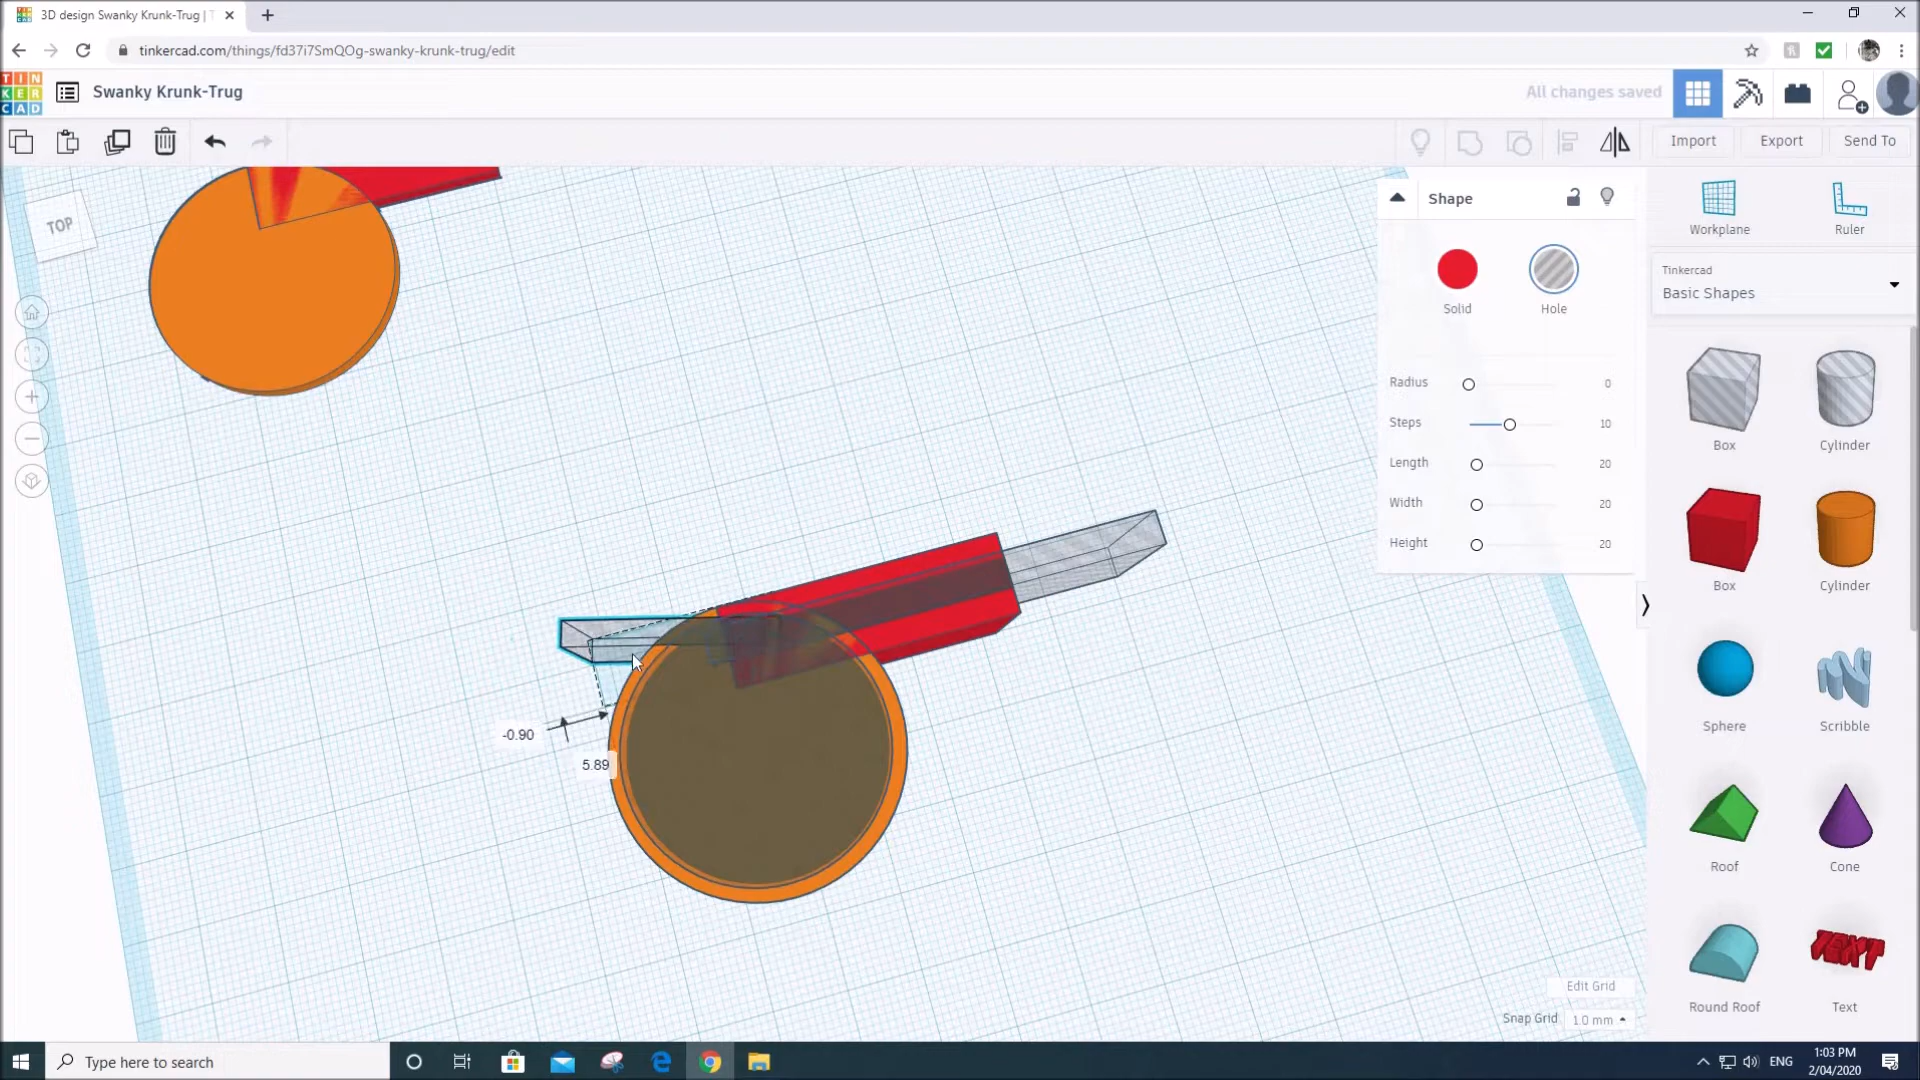 3D design Swanky Krunk-Trug | T
tinkercad.com/things/fd37i7SmQOg-swanky-krunk-trug/edit
TIN
KER
CAD
Swanky Krunk-Trug
All changes saved
Import
Export
Send To
TOP
Shape
Solid
Hole
Radius
0
Steps
10
Length
20
Width
20
Height
20
Workplane
Ruler
Tinkercad
Basic Shapes
Box
Cylinder
Box
Cylinder
Sphere
Scribble
Roof
Cone
Round Roof
TEXT
Text
-0.90
5.89
Edit Grid
Snap Grid
1.0 mm
Type here to search
ENG
1:03 PM
2/04/2020